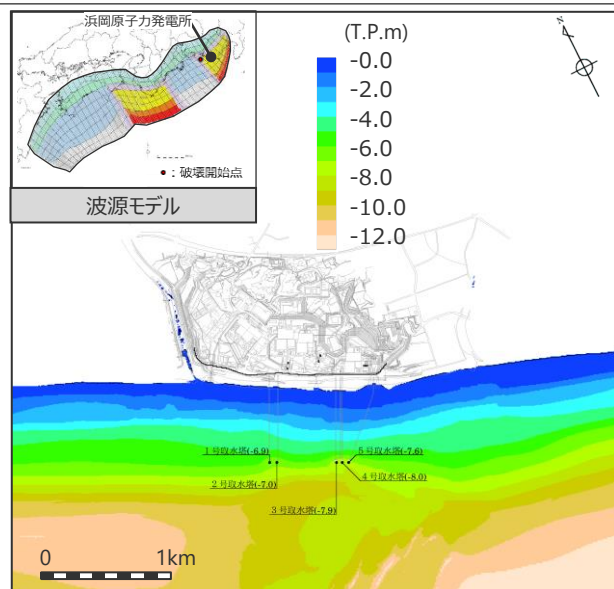 浜岡原子力発電所
●：破壊開始点
波源モデル
(T.P.m)
-0.0
-2.0
-4.0
-6.0
-8.0
-10.0
-12.0
N
1号取水塔(-6.9)
5号取水塔(-7.6)
2号取水塔(-7.0)
4号取水塔(-8.0)
3号取水塔(-7.9)
0
1km